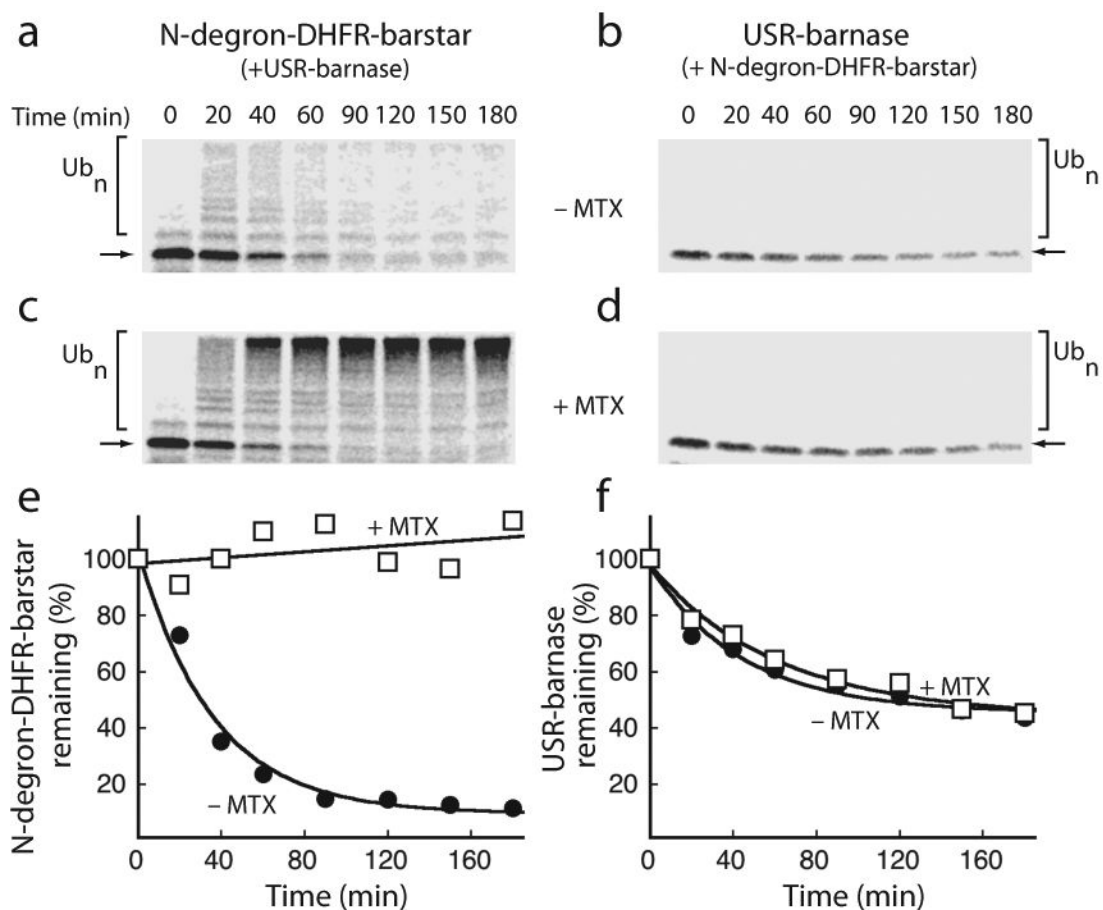 a
N-degron-DHFR-barstar
(+USR-barnase)
Time (min) 0 20 40 60 90 120 150 180
Ub n
b
USR-barnase
(+ N-degron-DHFR-barstar)
0 20 40 60 90 120 150 180
Ub n
– MTX
c
Ub n
d
Ub n
+ MTX
e
N-degron-DHFR-barstar
remaining (%)
100
80
60
40
20
+ MTX
– MTX
0 40 80 120 160
Time (min)
f
USR-barnase
remaining (%)
100
80
60
40
20
+ MTX
– MTX
0 40 80 120 160
Time (min)